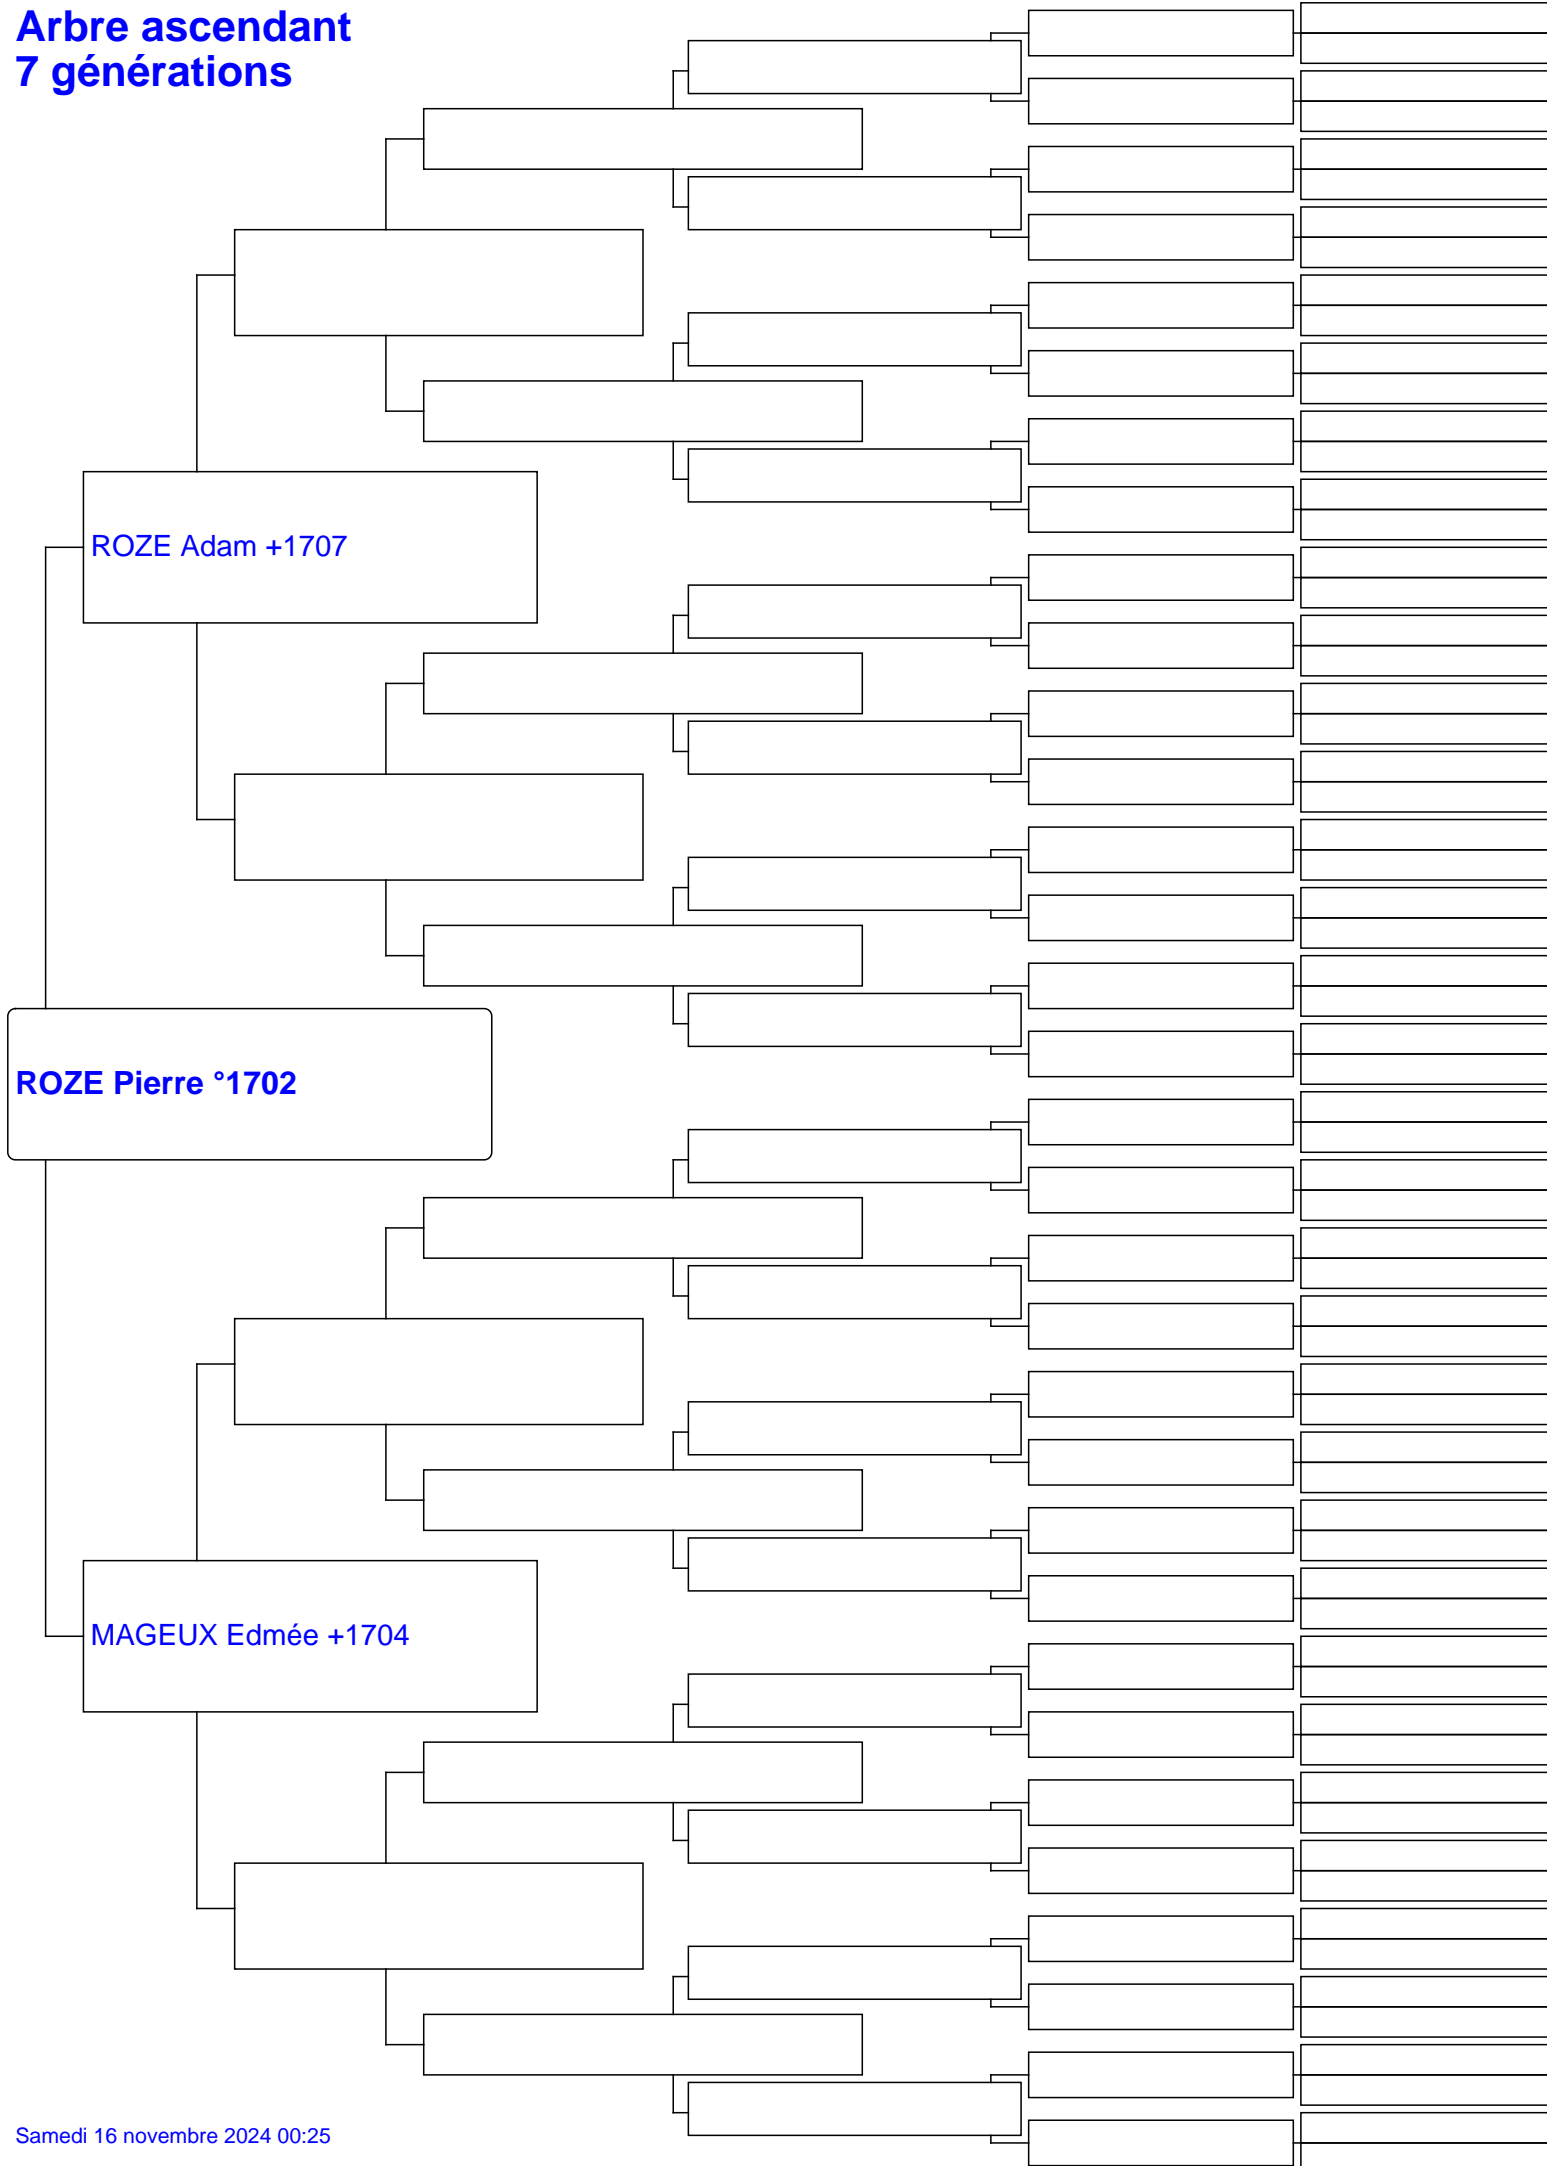 Arbre ascendant
7 générations
ROZE Adam +1707
ROZE Pierre °1702
MAGEUX Edmée +1704
Samedi 16 novembre 2024 00:25